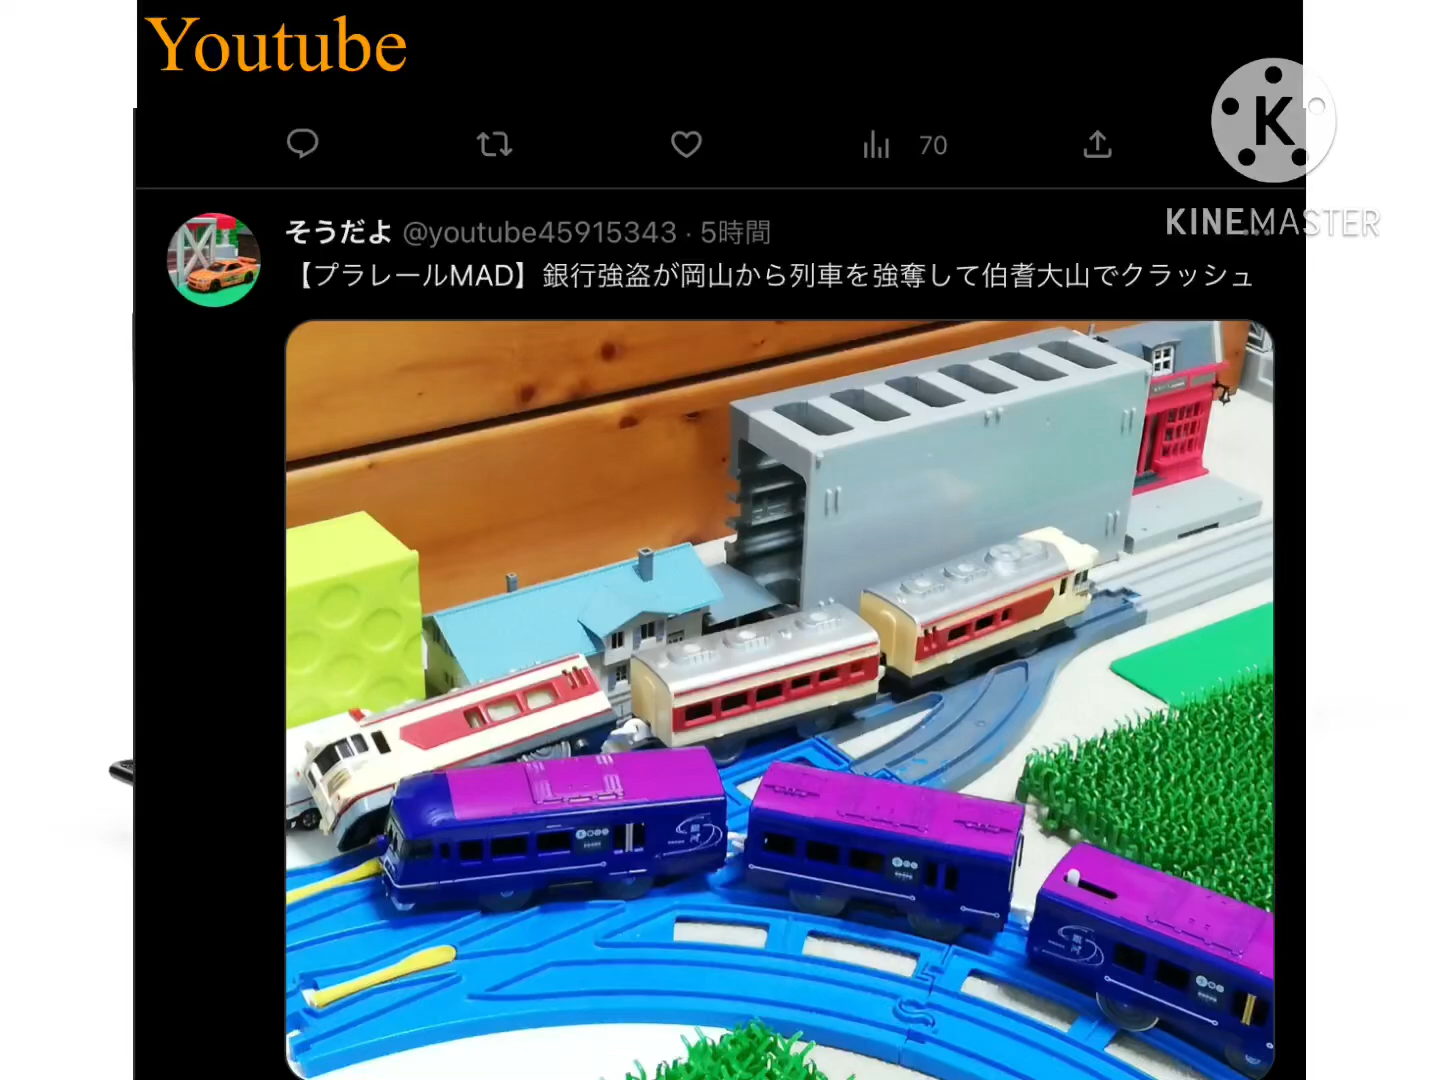 Youtube
70
K
KINEMASTER
そうだよ @youtube45915343 · 5時間
【プラレールMAD】銀行強盗が岡山から列車を強奪して伯耆大山でクラッシュ